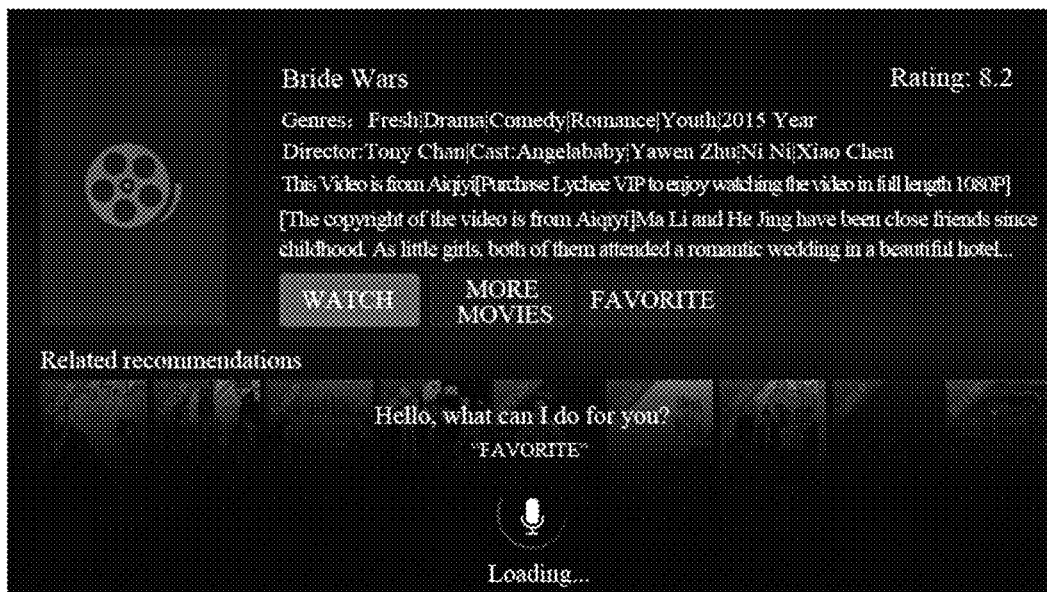 Bride Wars
Rating: 8.2
Genres: Fresh|Drama|Comedy|Romance|Youth|2015 Year
Director:Tony Chan|Cast:Angelababy|Yawen Zhu|Ni Ni|Xiao Chen
This Video is from Aiqiyi[Purchase Lychee VIP to enjoy watching the video in full length 1080P]
[The copyright of the video is from Aiqiyi]Ma Li and He Jing have been close friends since
childhood. As little girls, both of them attended a romantic wedding in a beautiful hotel...
WATCH
MORE
MOVIES
FAVORITE
Related recommendations
Hello, what can I do for you?
"FAVORITE"
Loading...